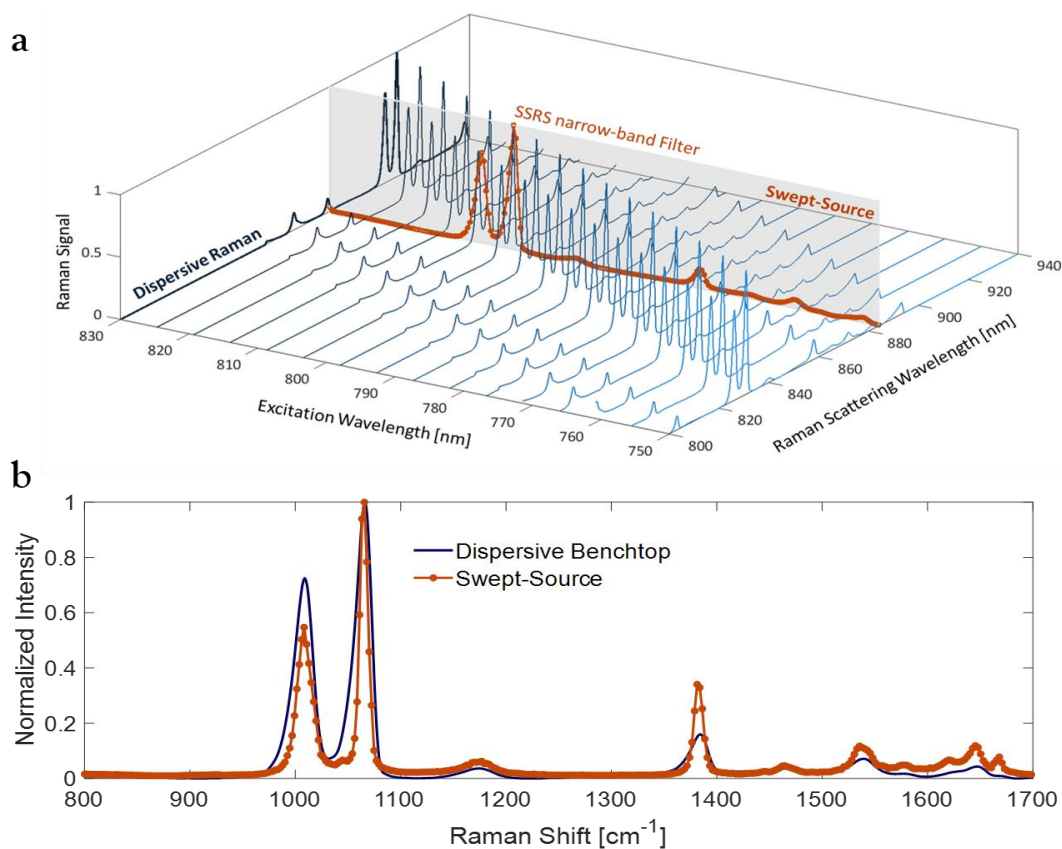 a
SSRS narrow-band Filter
Swept-Source
Dispersive Raman
Raman Signal
1
0.5
0
830
820
810
800
790
780
770
760
750
Excitation Wavelength [nm]
800
820
840
860
880
900
920
940
Raman Scattering Wavelength [nm]
b
Normalized Intensity
1
0.8
0.6
0.4
0.2
0
Dispersive Benchtop
Swept-Source
800 900 1000 1100 1200 1300 1400 1500 1600 1700
Raman Shift [cm⁻¹]